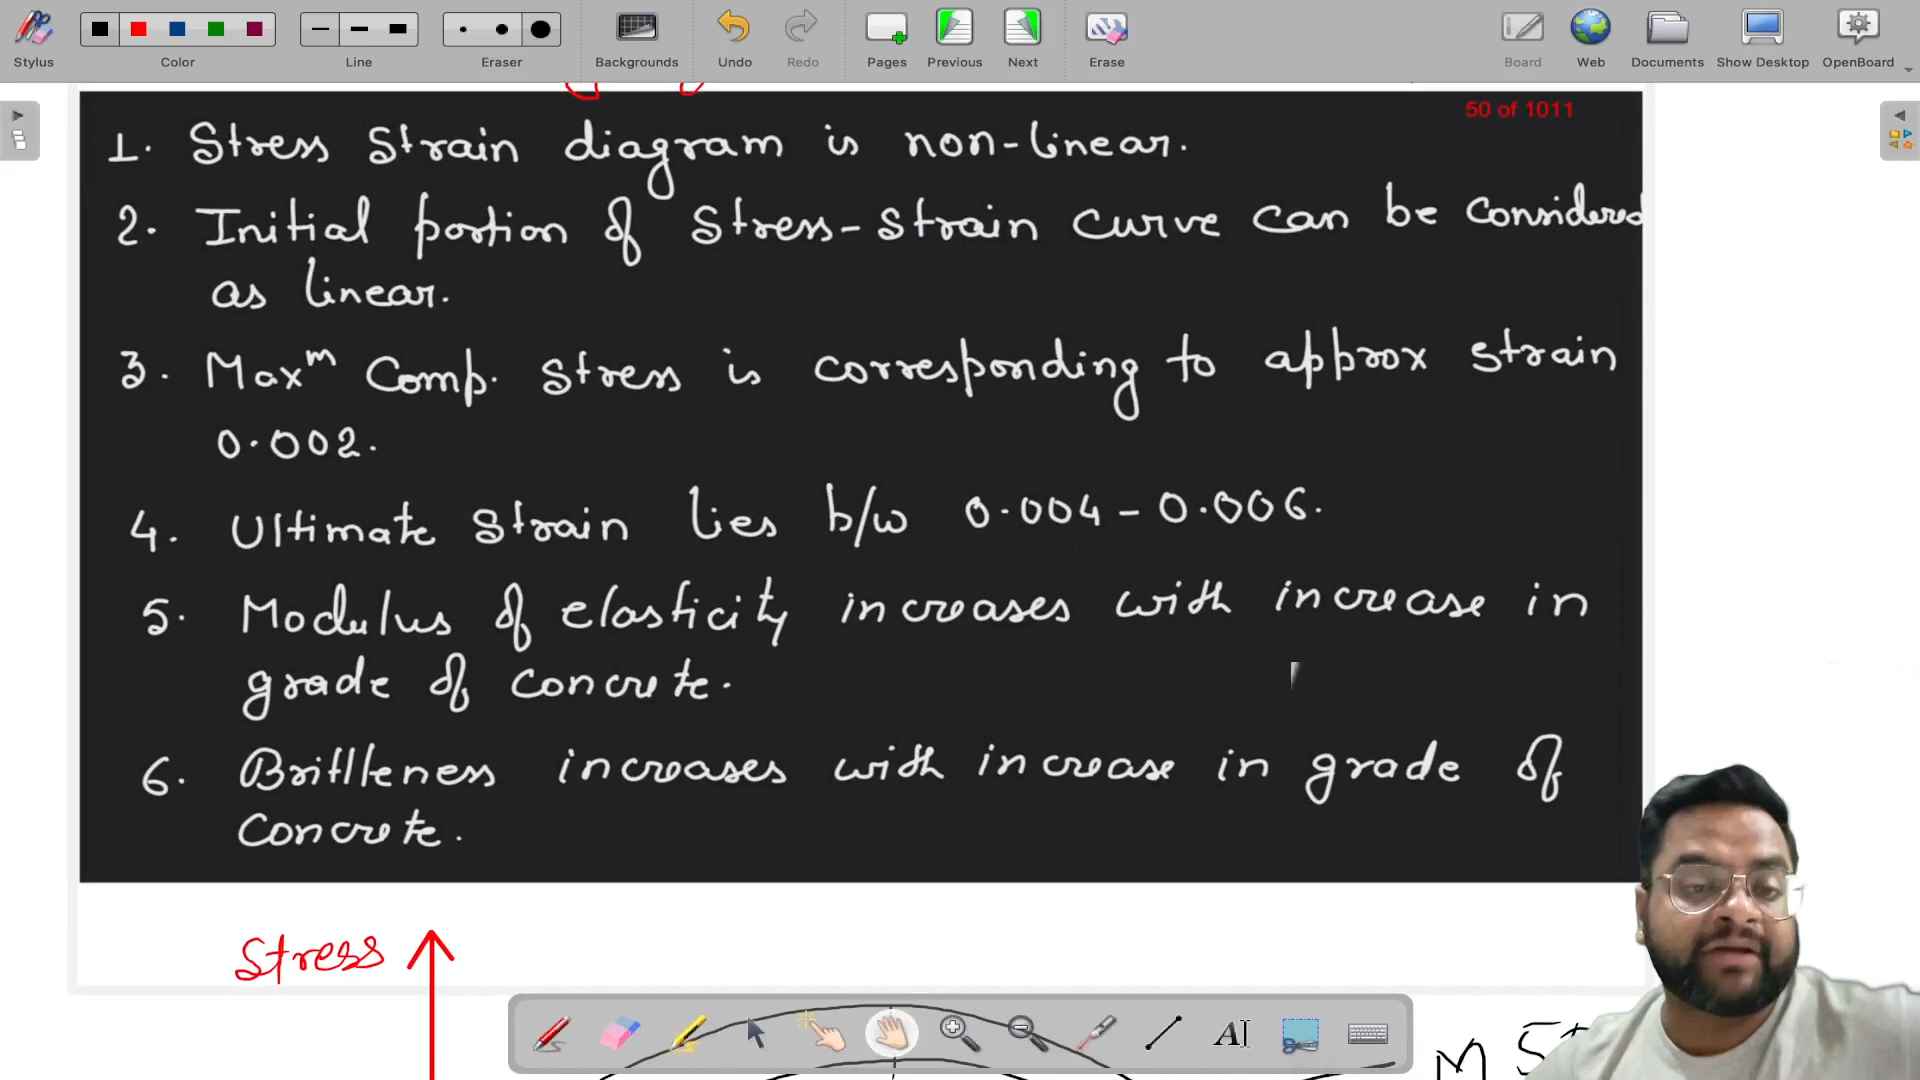 Stylus
Color
Line
Eraser
Backgrounds
Undo
Redo
Pages
Previous
Next
Erase
Board
Web
Documents
Show Desktop
OpenBoard
50 of 1011
1. Stress Strain diagram is non-linear.
2. Initial portion of Stress-Strain curve can be considered
as linear.
3. Maxᵐ Comp. stress is corresponding to approx strain
0.002.
4. Ultimate strain lies b/w 0.004 - 0.006.
5. Modulus of elasticity increases with increase in
grade of concrete.
6. Britlleness increases with increase in grade of
Concrete.
Stress